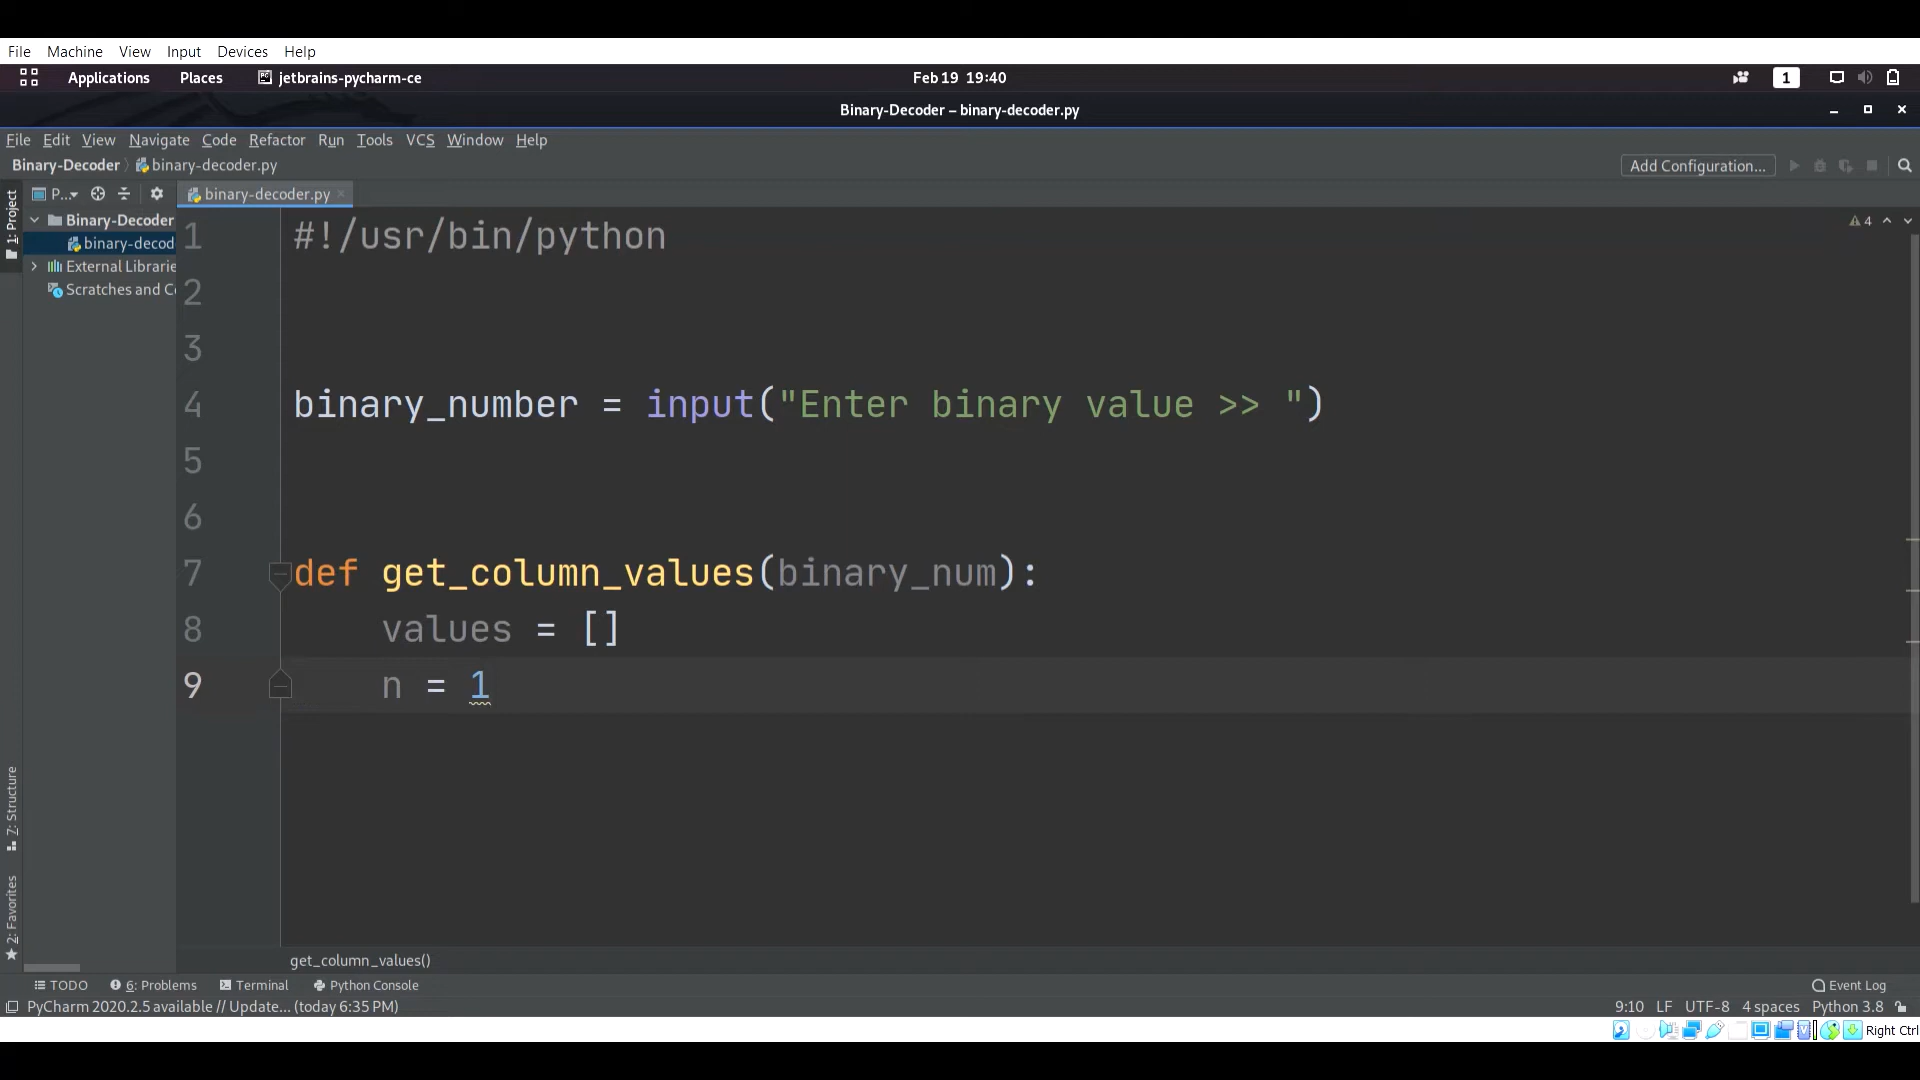 File Machine View Input Devices Help
Applications Places jetbrains-pycharm-ce Feb 19 19:40 1
Binary-Decoder – binary-decoder.py
File Edit View Navigate Code Refactor Run Tools VCS Window Help
Binary-Decoder binary-decoder.py Add Configuration...
1: Project
P... binary-decoder.py
Binary-Decoder
binary-decod
External Librarie
Scratches and Co
4
1 #!/usr/bin/python
2
3
4 binary_number = input("Enter binary value >> ")
5
6
7 def get_column_values(binary_num):
8 values = []
9 n = 1
7: Structure
2: Favorites
get_column_values()
TODO 6: Problems Terminal Python Console Event Log
PyCharm 2020.2.5 available // Update... (today 6:35 PM) 9:10 LF UTF-8 4 spaces Python 3.8
Right Ctrl